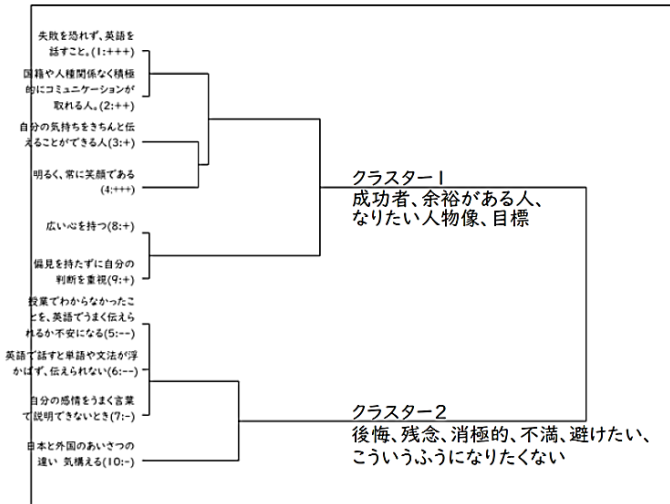 失敗を恐れず、英語を
話すこと。(1:+++)
国籍や人種関係なく積極
的にコミュニケーションが
取れる人。(2:++)
自分の気持ちをきちんと伝
えることができる人(3:+)
明るく、常に笑顔である
(4:+++)
広い心を持つ(8:+)
偏見を持たずに自分の
判断を重視(9:+)
授業でわからなかったこ
とを、英語でうまく伝えら
れるか不安になる(5:--)
英語で話すと単語や文法が浮
かばず、伝えられない(6:--)
自分の感情をうまく言葉
で説明できないとき(7:-)
日本と外国のあいさつの
違い 気構える(10:-)
クラスター1
成功者、余裕がある人、
なりたい人物像、目標
クラスター2
後悔、残念、消極的、不満、避けたい、
こういうふうになりたくない